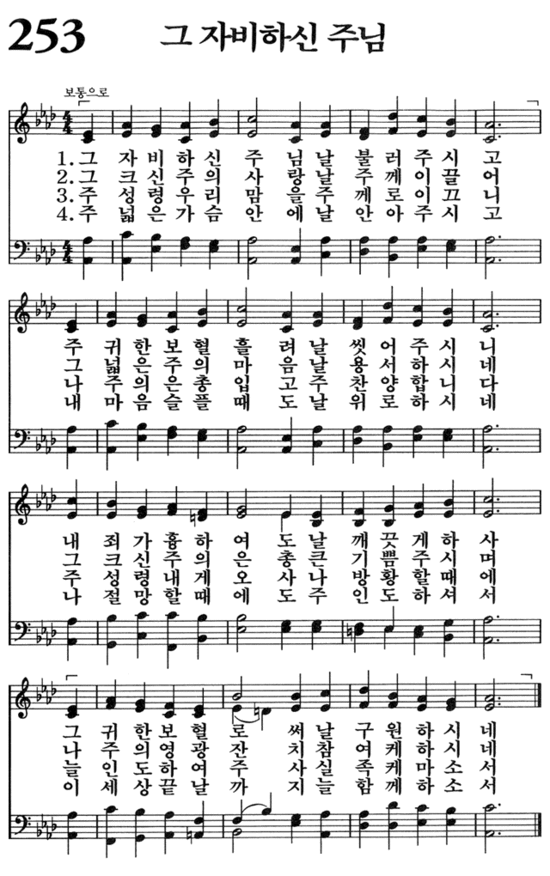 253 그 자비하신 주님
보통으로
1. 그 자 비 하 신 주 님 날 불 러 주 시 고
2. 그 크 신 주 의 사 랑 날 주 께 이 끌 어
3. 주 성 령 우 리 맘 을 주 께 로 이 끄 니
4. 주 넓 은 가 슴 안 에 날 안 아 주 시 고
주 귀 한 보 혈 흘 려 날 씻 어 주 시 니
그 넓 은 주 의 마 음 날 용 서 하 시 네
나 주 의 은 총 입 고 주 찬 양 합 니 다
내 마 음 슬 플 때 도 날 위 로 하 시 네
내 죄 가 흉 하 여 도 날 깨 끗 게 하 사
그 크 신 주 의 은 총 큰 기 쁨 주 시 며
주 성 령 내 게 오 사 나 방 황 할 때 에
나 절 망 할 때 에 도 주 인 도 하 셔 서
그 귀 한 보 혈 로 써 날 구 원 하 시 네
나 주 의 영 광 잔 치 참 여 케 하 시 네
늘 인 도 하 여 주 사 실 족 케 마 소 서
이 세 상 끝 날 까 지 늘 함 께 하 소 서